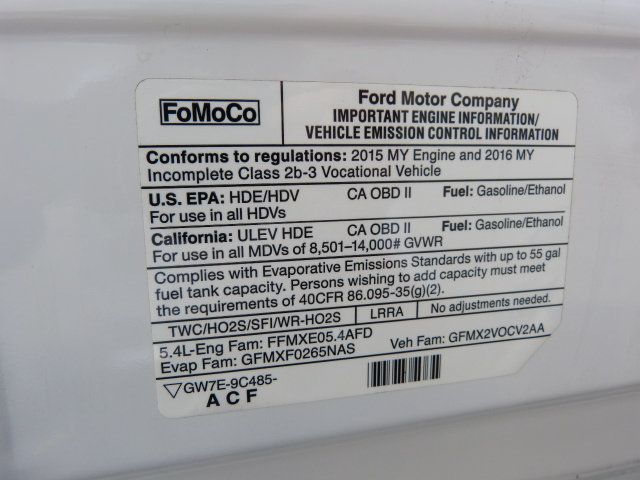 FoMoCo
Ford Motor Company
IMPORTANT ENGINE INFORMATION/
VEHICLE EMISSION CONTROL INFORMATION
Conforms to regulations: 2015 MY Engine and 2016 MY
Incomplete Class 2b-3 Vocational Vehicle
U.S. EPA: HDE/HDV CA OBD II Fuel: Gasoline/Ethanol
For use in all HDVs
California: ULEV HDE CA OBD II Fuel: Gasoline/Ethanol
For use in all MDVs of 8,501–14,000# GVWR
Complies with Evaporative Emissions Standards with up to 55 gal
fuel tank capacity. Persons wishing to add capacity must meet
the requirements of 40CFR 86.095-35(g)(2).
TWC/HO2S/SFI/WR-HO2S LRRA No adjustments needed.
5.4L-Eng Fam: FFMXE05.4AFD Veh Fam: GFMX2VOCV2AA
Evap Fam: GFMXF0265NAS
GW7E-9C485-
A C F